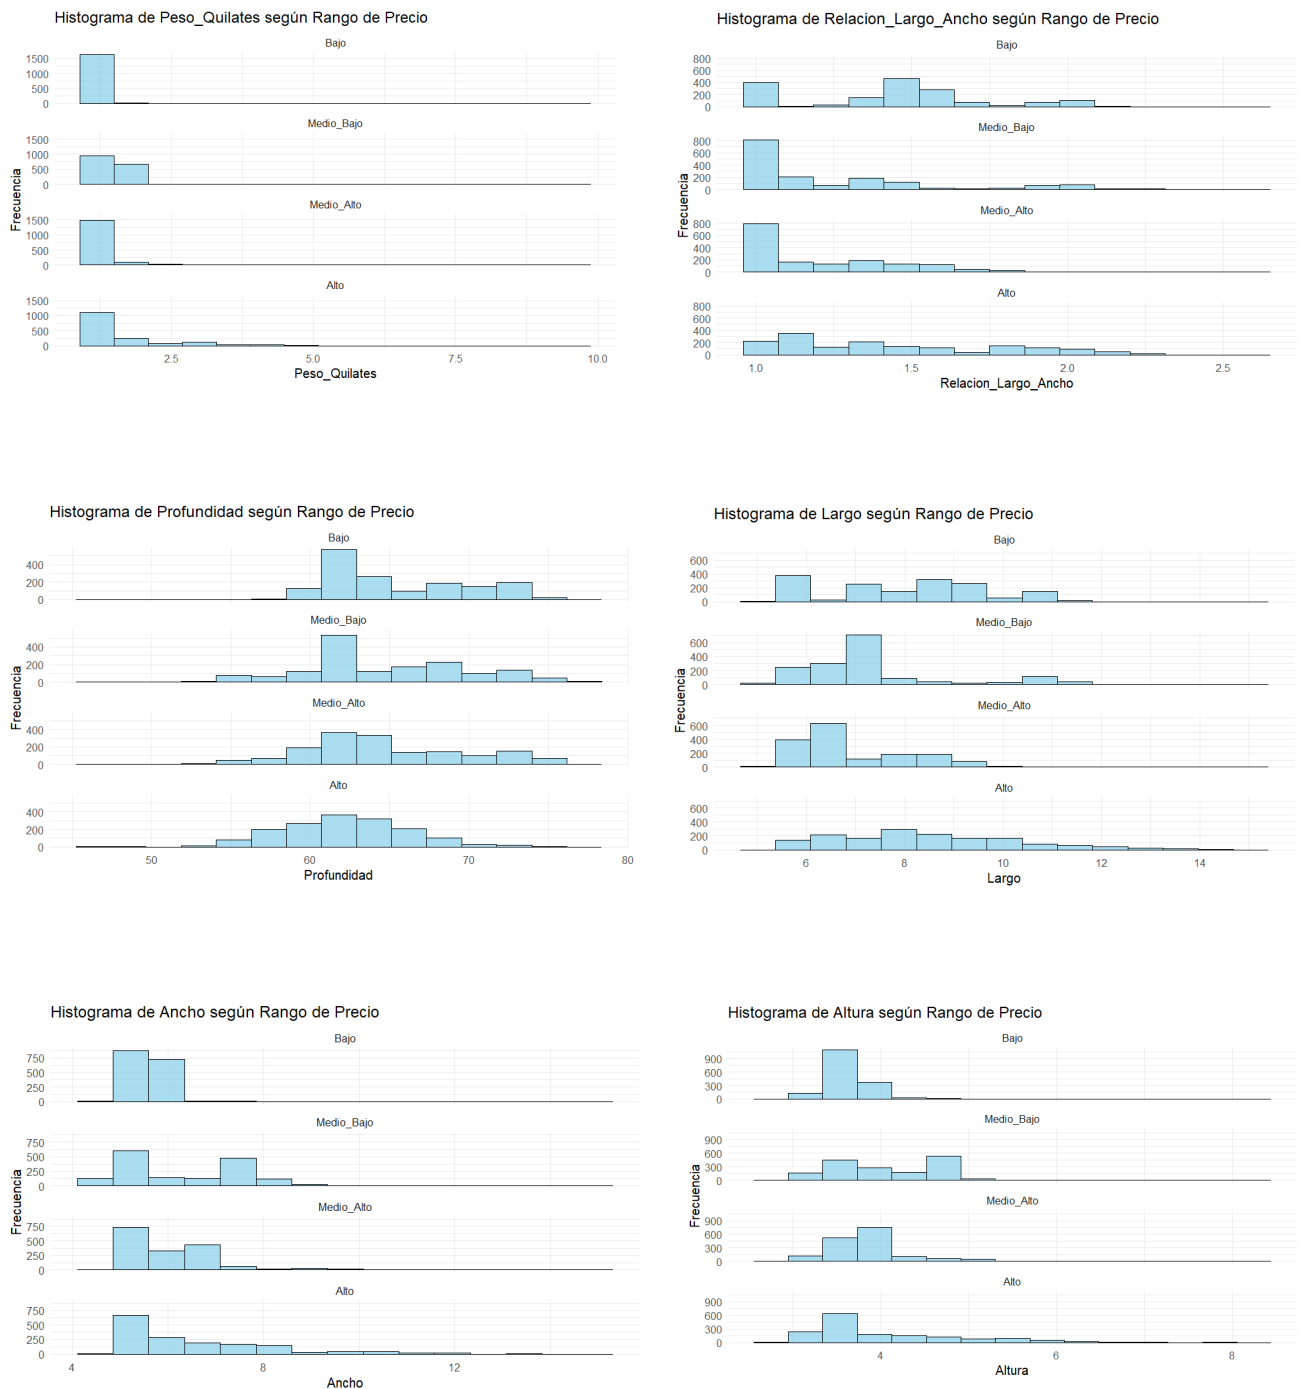 Histograma de Peso_Quilates según Rango de Precio
Bajo
1500
1000
500
0
Medio_Bajo
1500
1000
500
0
Medio_Alto
1500
1000
500
0
Alto
1500
1000
500
0
2.5 5.0 7.5 10.0
Peso_Quilates
Frecuencia
Histograma de Relacion_Largo_Ancho según Rango de Precio
Bajo
800
600
400
200
0
Medio_Bajo
800
600
400
200
0
Medio_Alto
800
600
400
200
0
Alto
800
600
400
200
0
1.0 1.5 2.0 2.5
Relacion_Largo_Ancho
Frecuencia
Histograma de Profundidad según Rango de Precio
Bajo
400
200
0
Medio_Bajo
400
200
0
Medio_Alto
400
200
0
Alto
400
200
0
50 60 70 80
Profundidad
Frecuencia
Histograma de Largo según Rango de Precio
Bajo
600
400
200
0
Medio_Bajo
600
400
200
0
Medio_Alto
600
400
200
0
Alto
600
400
200
0
6 8 10 12 14
Largo
Frecuencia
Histograma de Ancho según Rango de Precio
Bajo
750
500
250
0
Medio_Bajo
750
500
250
0
Medio_Alto
750
500
250
0
Alto
750
500
250
0
4 8 12
Ancho
Frecuencia
Histograma de Altura según Rango de Precio
Bajo
900
600
300
0
Medio_Bajo
900
600
300
0
Medio_Alto
900
600
300
0
Alto
900
600
300
0
4 6 8
Altura
Frecuencia